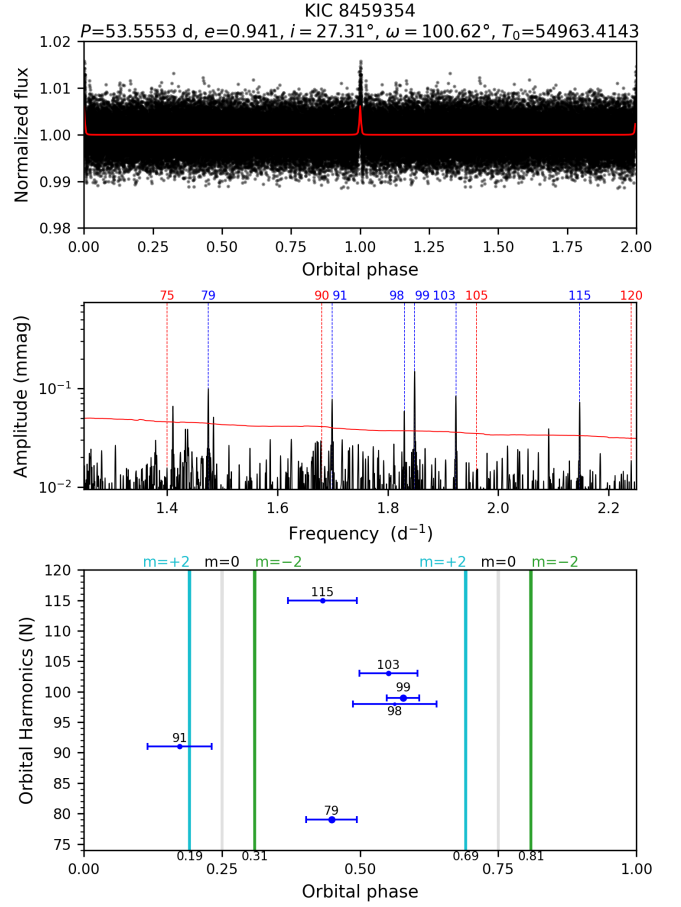 KIC 8459354
P=53.5553 d, e=0.941, i = 27.31°, ω = 100.62°, T₀=54963.4143
1.02
1.01
1.00
0.99
0.98
Normalized flux
0.00 0.25 0.50 0.75 1.00 1.25 1.50 1.75 2.00
Orbital phase
75 79 90 91 98 99 103 105 115 120
10⁻¹
10⁻²
Amplitude (mmag)
1.4 1.6 1.8 2.0 2.2
Frequency (d⁻¹)
m=+2 m=0 m=−2 m=+2 m=0 m=−2
120
115
110
105
100
95
90
85
80
75
Orbital Harmonics (N)
115
103
99
98
91
79
0.19 0.31 0.69 0.81
0.00 0.25 0.50 0.75 1.00
Orbital phase